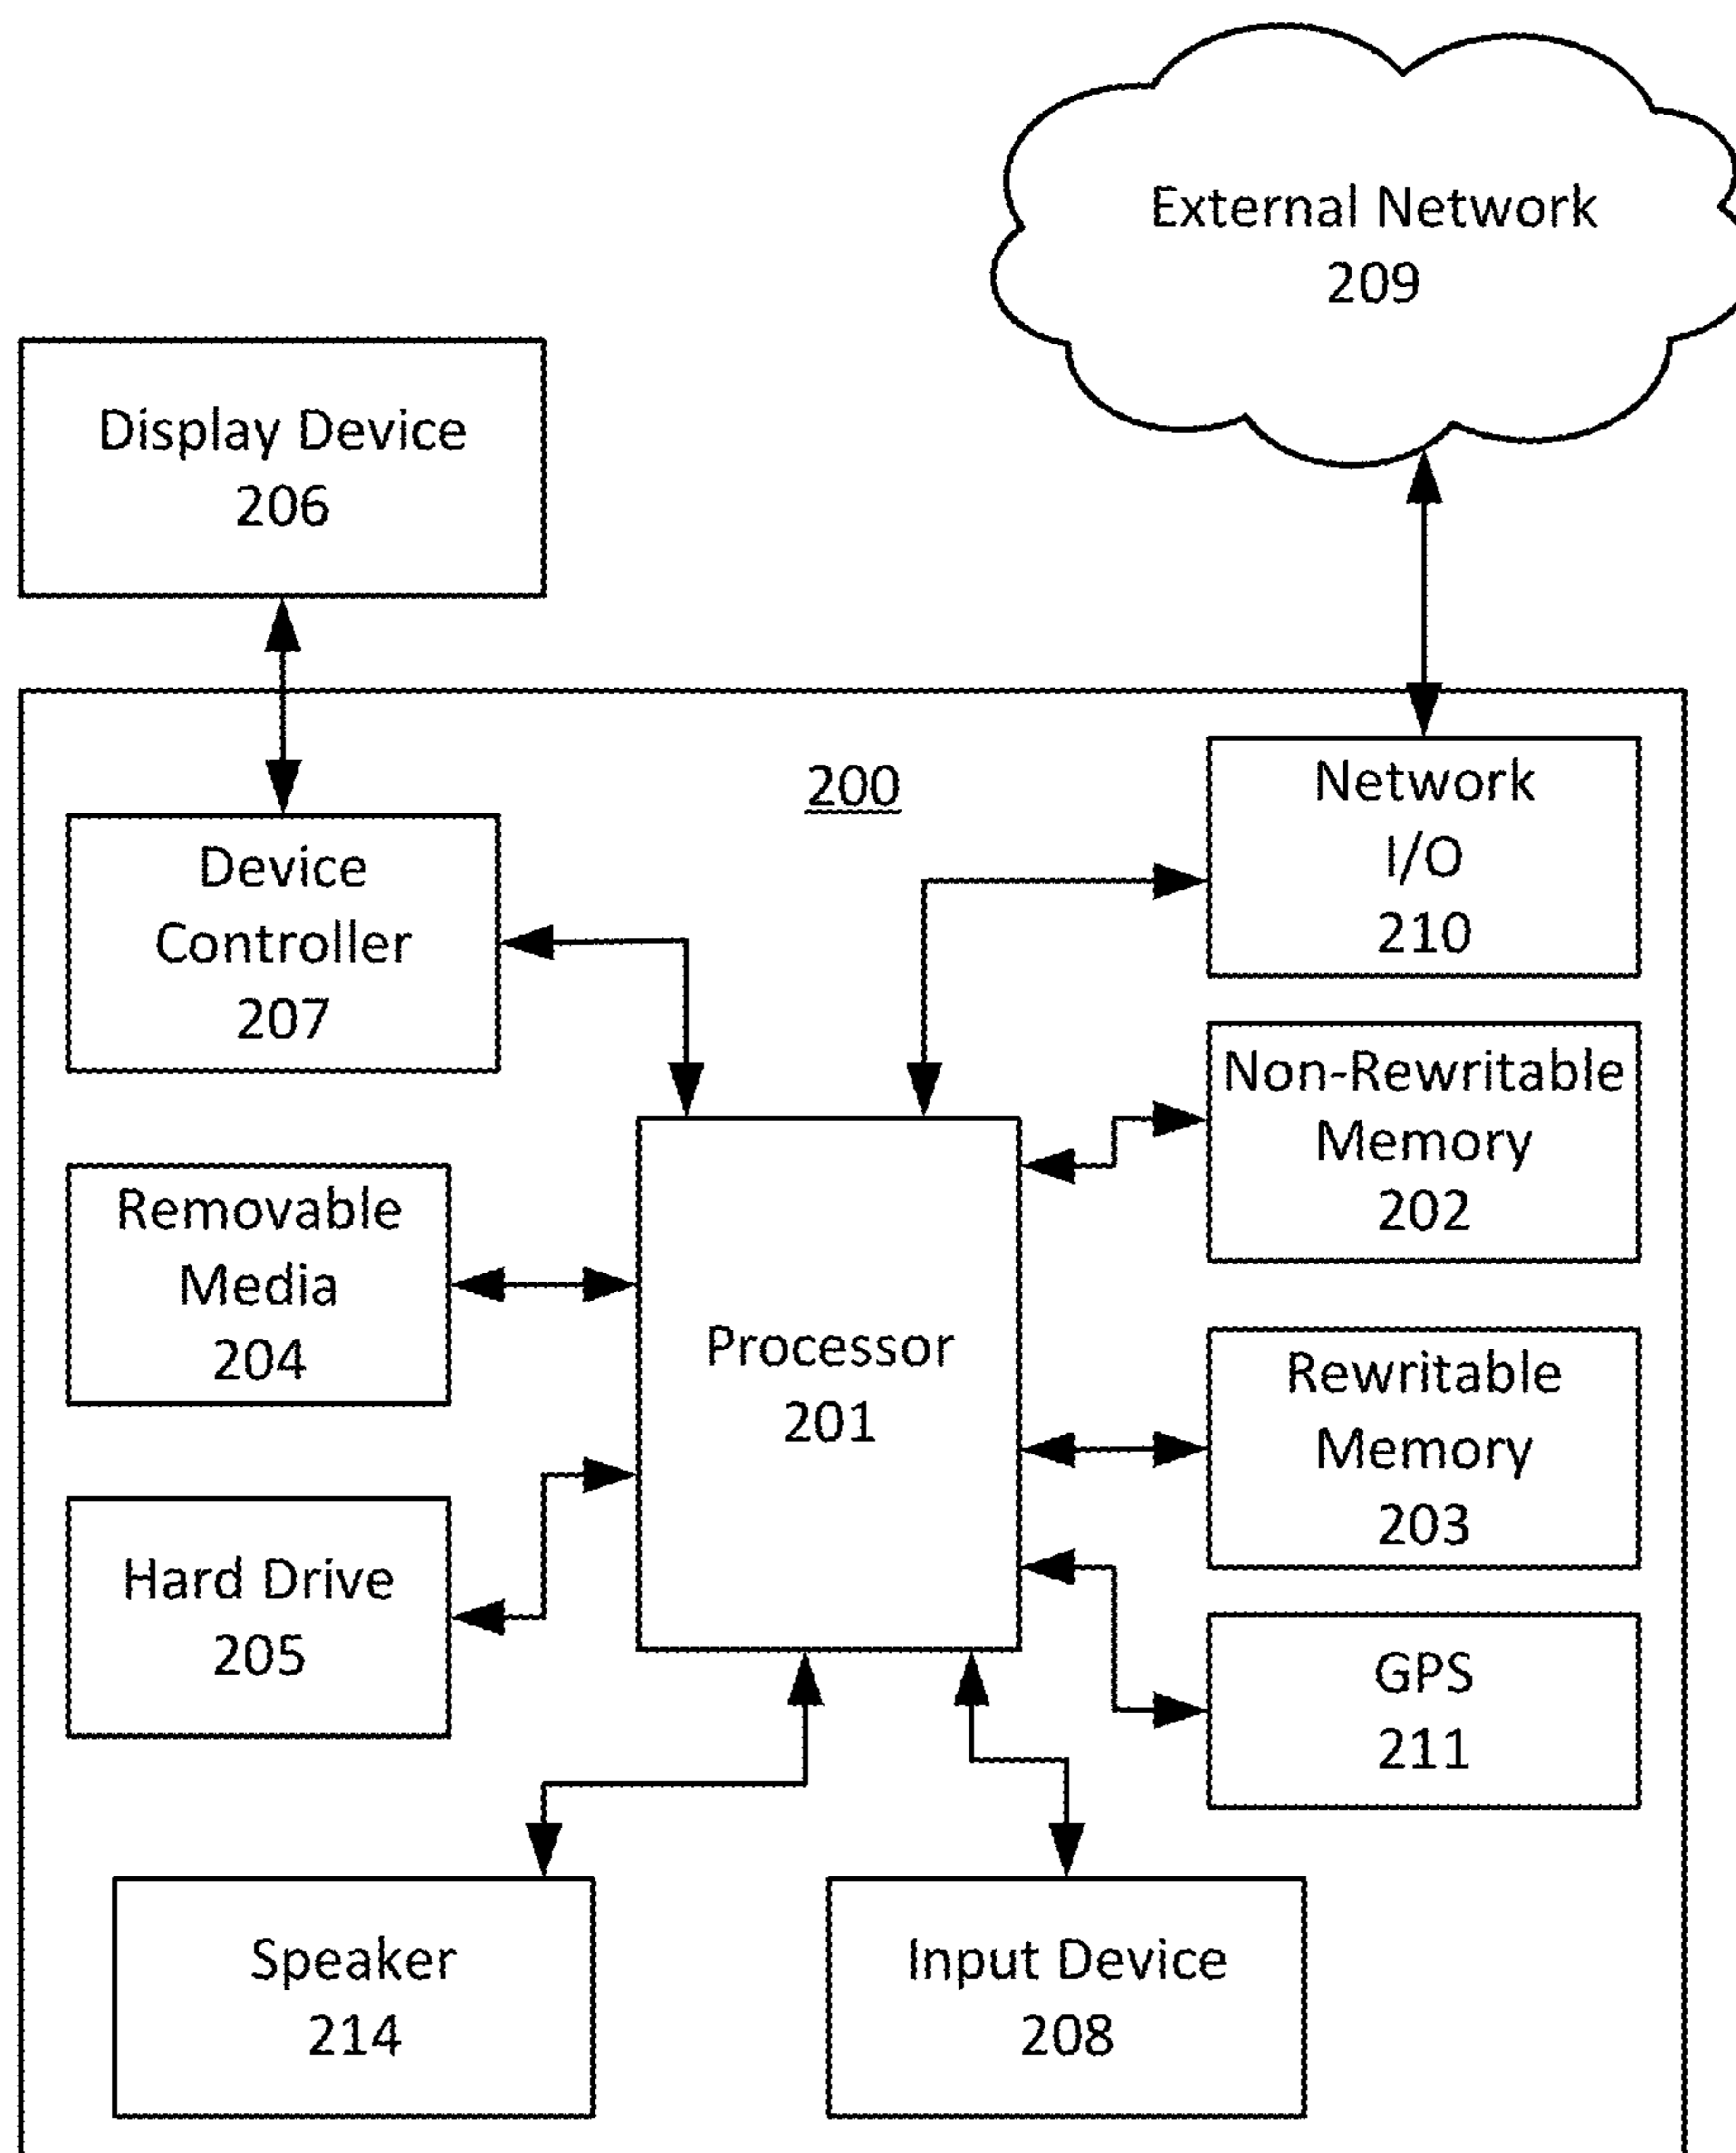 External Network
209
Display Device
206
200
Network
I/O
210
Device
Controller
207
Non-Rewritable
Memory
202
Removable
Media
204
Processor
201
Rewritable
Memory
203
Hard Drive
205
GPS
211
Speaker
214
Input Device
208